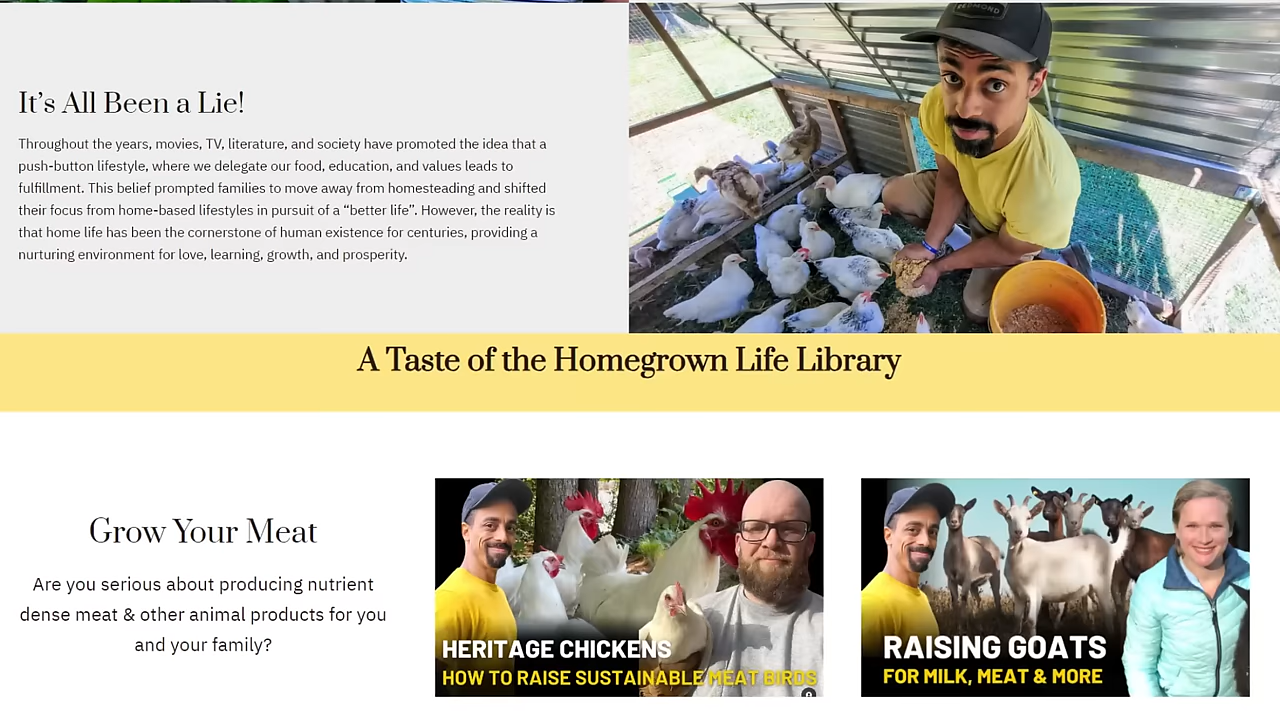 REDMOND
It's All Been a Lie!
Throughout the years, movies, TV, literature, and society have promoted the idea that a
push-button lifestyle, where we delegate our food, education, and values leads to
fulfillment. This belief prompted families to move away from homesteading and shifted
their focus from home-based lifestyles in pursuit of a “better life”. However, the reality is
that home life has been the cornerstone of human existence for centuries, providing a
nurturing environment for love, learning, growth, and prosperity.
A Taste of the Homegrown Life Library
Grow Your Meat
Are you serious about producing nutrient
dense meat & other animal products for you
and your family?
HERITAGE CHICKENS
HOW TO RAISE SUSTAINABLE MEAT BIRDS
RAISING GOATS
FOR MILK, MEAT & MORE